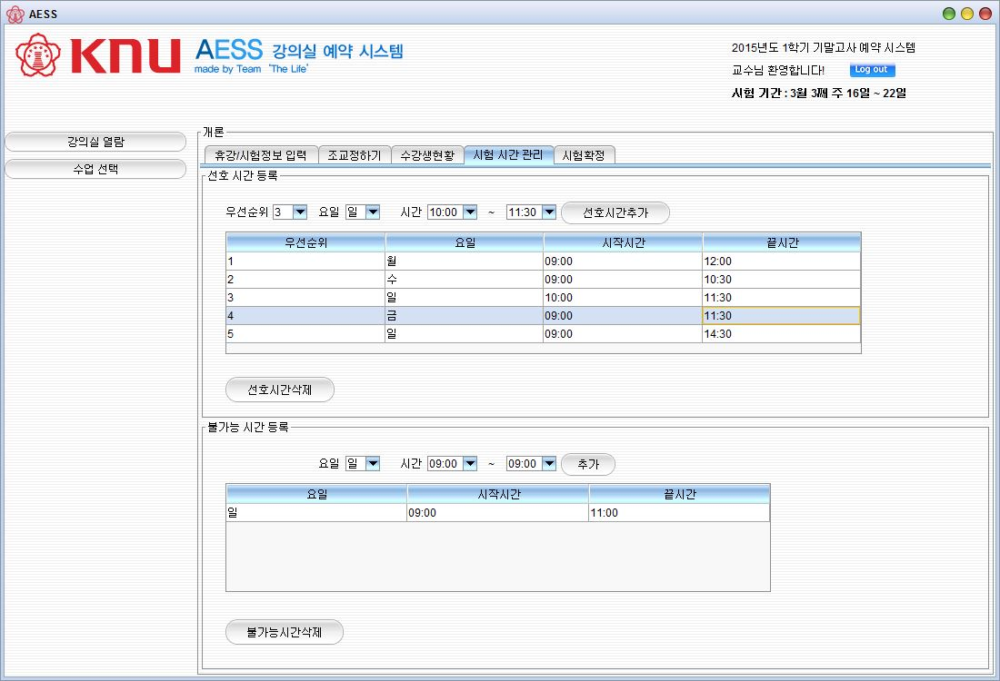 AESS
KNU AESS 강의실 예약 시스템
made by Team 'The Life'
2015년도 1학기 기말고사 예약 시스템
교수님 환영합니다! Log out
시험 기간 : 3월 3째 주 16일 ~ 22일
강의실 열람
수업 선택
개론
휴강/시험정보 입력 조교정하기 수강생현황 시험 시간 관리 시험확정
선호 시간 등록
우선순위 3 요일 일 시간 10:00 ~ 11:30 선호시간추가
우선순위 요일 시작시간 끝시간
1 월 09:00 12:00
2 수 09:00 10:30
3 일 10:00 11:30
4 금 09:00 11:30
5 일 09:00 14:30
선호시간삭제
불가능 시간 등록
요일 일 시간 09:00 ~ 09:00 추가
요일 시작시간 끝시간
일 09:00 11:00
불가능시간삭제